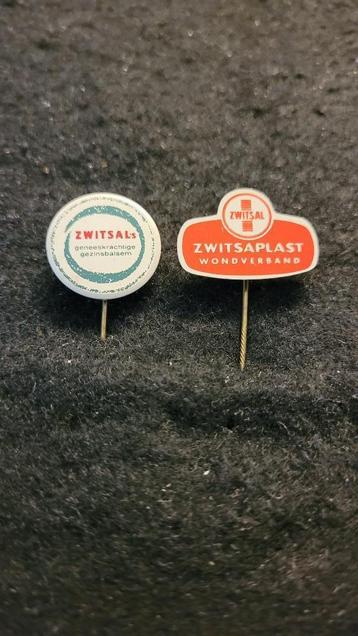 ZWITSAL's
geneeskrachtige
gezinsbalsem
ZWITSAL
ZWITSAPLAST
WONDVERBAND